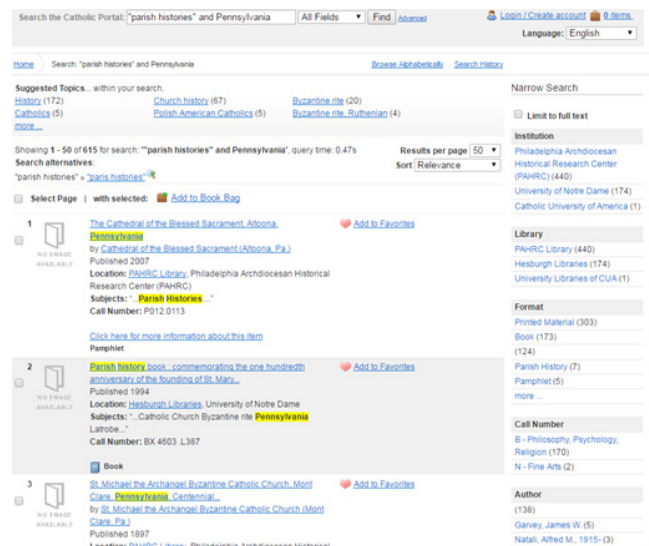 Search the Catholic Portal: "parish histories" and Pennsylvania All Fields Find Advanced
Login / Create account 0 items
Language: English
Home Search: "parish histories" and Pennsylvania Browse Alphabetically Search History
Suggested Topics... within your search.
History (172) Church history (67) Byzantine rite (20)
Catholics (5) Polish American Catholics (5) Byzantine rite, Ruthenian (4)
more ...
Showing 1 - 50 of 615 for search: '"parish histories" and Pennsylvania', query time: 0.47s
Results per page 50
Search alternatives:
Sort Relevance
"parish histories" » "paris histories"
Select Page | with selected: Add to Book Bag
1
NO IMAGE
AVAILABLE
The Cathedral of the Blessed Sacrament, Altoona,
Pennsylvania
Add to Favorites
by Cathedral of the Blessed Sacrament (Altoona, Pa.)
Published 2007
Location: PAHRC Library, Philadelphia Archdiocesan Historical
Research Center (PAHRC)
Subjects: "...Parish Histories..."
Call Number: P012.0113
Click here for more information about this item
Pamphlet
2
NO IMAGE
AVAILABLE
Parish history book : commemorating the one hundredth
anniversary of the founding of St. Mary...
Add to Favorites
Published 1994
Location: Hesburgh Libraries, University of Notre Dame
Subjects: "...Catholic Church Byzantine rite Pennsylvania
Latrobe..."
Call Number: BX 4603 .L387
Book
3
NO IMAGE
AVAILABLE
St. Michael the Archangel Byzantine Catholic Church, Mont
Clare, Pennsylvania, Centennial...
Add to Favorites
by St. Michael the Archangel Byzantine Catholic Church (Mont
Clare, Pa.)
Published 1897
Location: PAHRC Library, Philadelphia Archdiocesan Historical
Narrow Search
Limit to full text
Institution
Philadelphia Archdiocesan
Historical Research Center
(PAHRC) (440)
University of Notre Dame (174)
Catholic University of America (1)
Library
PAHRC Library (440)
Hesburgh Libraries (174)
University Libraries of CUA (1)
Format
Printed Material (303)
Book (173)
(124)
Parish History (7)
Pamphlet (5)
more ...
Call Number
B - Philosophy, Psychology,
Religion (170)
N - Fine Arts (2)
Author
(138)
Garvey, James W. (5)
Natali, Alfred M., 1915- (3)